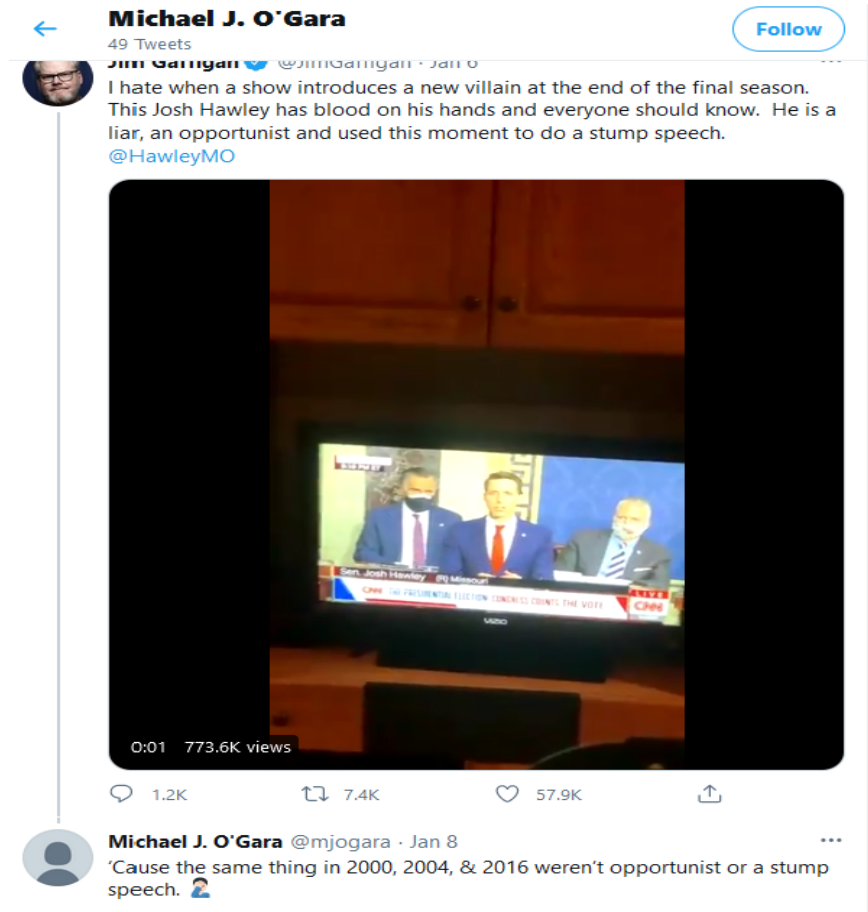 Michael J. O'Gara
49 Tweets
Follow
Jim Gaffigan @JimGaffigan · Jan 6
I hate when a show introduces a new villain at the end of the final season.
This Josh Hawley has blood on his hands and everyone should know. He is a
liar, an opportunist and used this moment to do a stump speech.
@HawleyMO
Sen. Josh Hawley (R) Missouri
LIVE
CNN THE PRESIDENTIAL ELECTION CONGRESS COUNTS THE VOTE CNN
VIZIO
0:01 773.6K views
1.2K 7.4K 57.9K
Michael J. O'Gara @mjogara · Jan 8
‘Cause the same thing in 2000, 2004, & 2016 weren’t opportunist or a stump
speech. 🤦🏻‍♂️